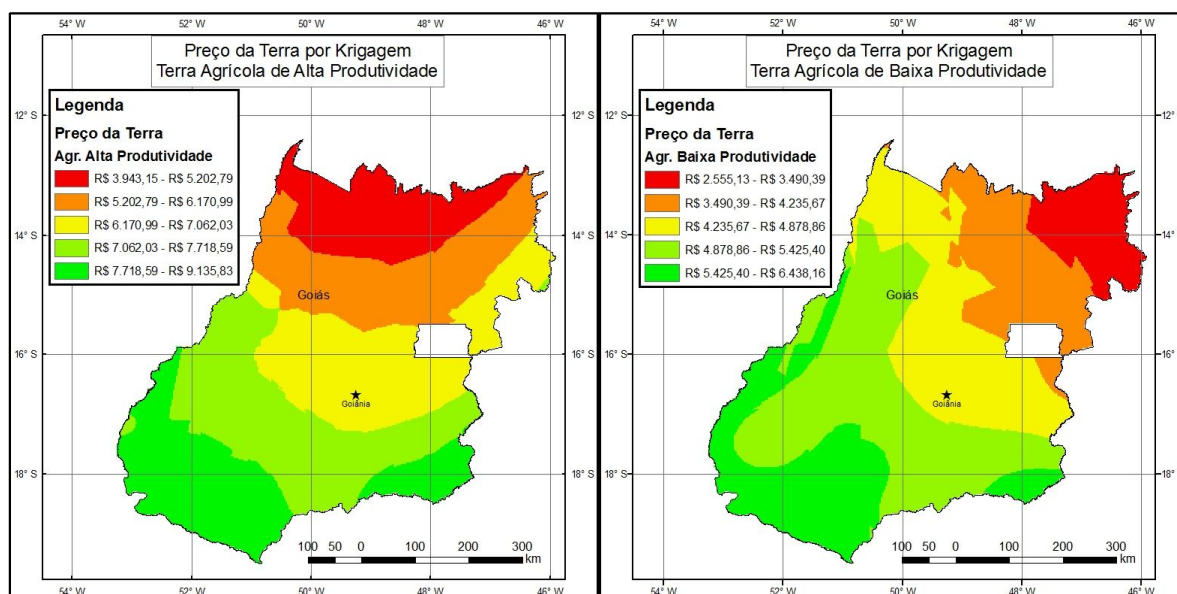 54° W
52° W
50° W
48° W
46° W
Preço da Terra por Krigagem
Terra Agrícola de Alta Produtividade
Legenda
Preço da Terra
Agr. Alta Produtividade
R$ 3.943,15 - R$ 5.202,79
R$ 5.202,79 - R$ 6.170,99
R$ 6.170,99 - R$ 7.062,03
R$ 7.062,03 - R$ 7.718,59
R$ 7.718,59 - R$ 9.135,83
12° S
14° S
16° S
18° S
Goiás
Goiânia
100 50 0 100 200 300
km
54° W
52° W
50° W
48° W
46° W
54° W
52° W
50° W
48° W
46° W
Preço da Terra por Krigagem
Terra Agrícola de Baixa Produtividade
Legenda
Preço da Terra
Agr. Baixa Produtividade
R$ 2.555,13 - R$ 3.490,39
R$ 3.490,39 - R$ 4.235,67
R$ 4.235,67 - R$ 4.878,86
R$ 4.878,86 - R$ 5.425,40
R$ 5.425,40 - R$ 6.438,16
12° S
14° S
16° S
18° S
Goiás
Goiânia
100 50 0 100 200 300
km
12° S
14° S
16° S
18° S
54° W
52° W
50° W
48° W
46° W